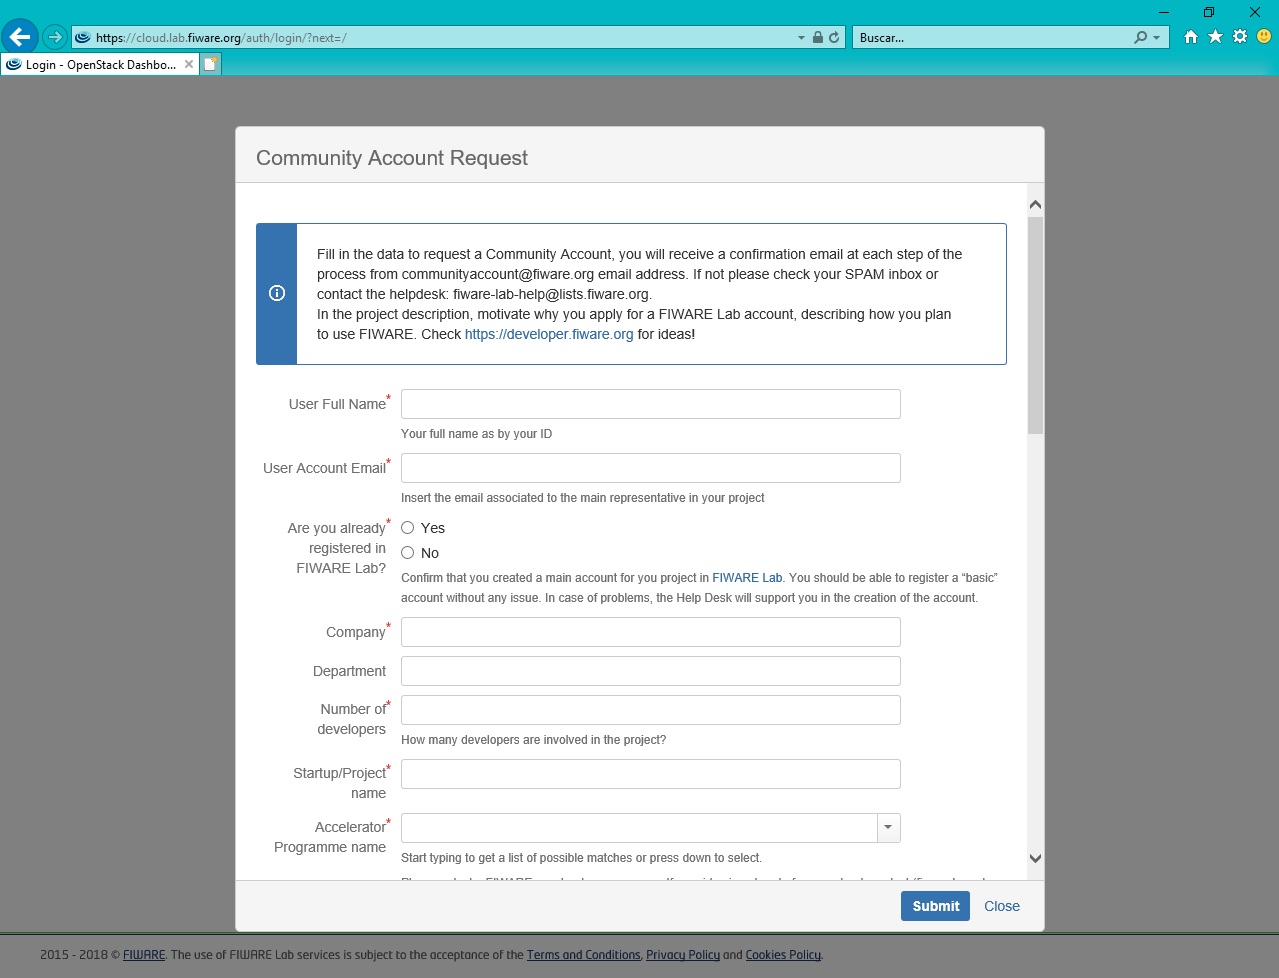 https://cloud.lab.fiware.org/auth/login/?next=/
Buscar...
Login - OpenStack Dashbo...
Community Account Request
Fill in the data to request a Community Account, you will receive a confirmation email at each step of the
process from communityaccount@fiware.org email address. If not please check your SPAM inbox or
contact the helpdesk: fiware-lab-help@lists.fiware.org.
In the project description, motivate why you apply for a FIWARE Lab account, describing how you plan
to use FIWARE. Check https://developer.fiware.org for ideas!
User Full Name*
Your full name as by your ID
User Account Email*
Insert the email associated to the main representative in your project
Are you already*
registered in
FIWARE Lab?
Yes
No
Confirm that you created a main account for you project in FIWARE Lab. You should be able to register a “basic”
account without any issue. In case of problems, the Help Desk will support you in the creation of the account.
Company*
Department
Number of*
developers
How many developers are involved in the project?
Startup/Project*
name
Accelerator*
Programme name
Start typing to get a list of possible matches or press down to select.
Submit
Close
2015 - 2018 © FIWARE. The use of FIWARE Lab services is subject to the acceptance of the Terms and Conditions, Privacy Policy and Cookies Policy.